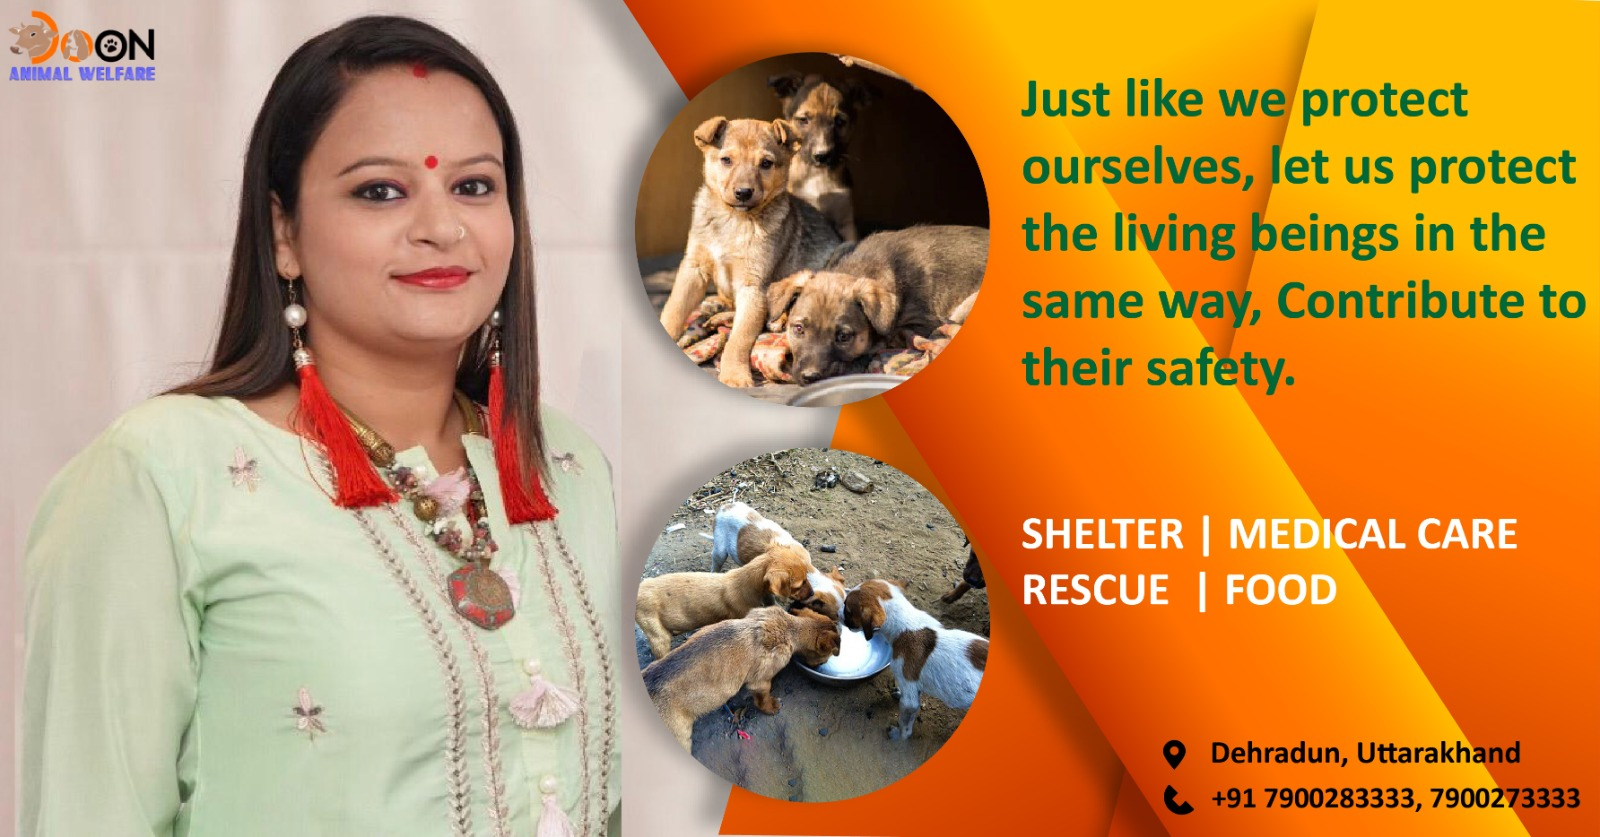 DOON
ANIMAL WELFARE
Just like we protect
ourselves, let us protect
the living beings in the
same way, Contribute to
their safety.
SHELTER | MEDICAL CARE
RESCUE | FOOD
Dehradun, Uttarakhand
+91 7900283333, 7900273333